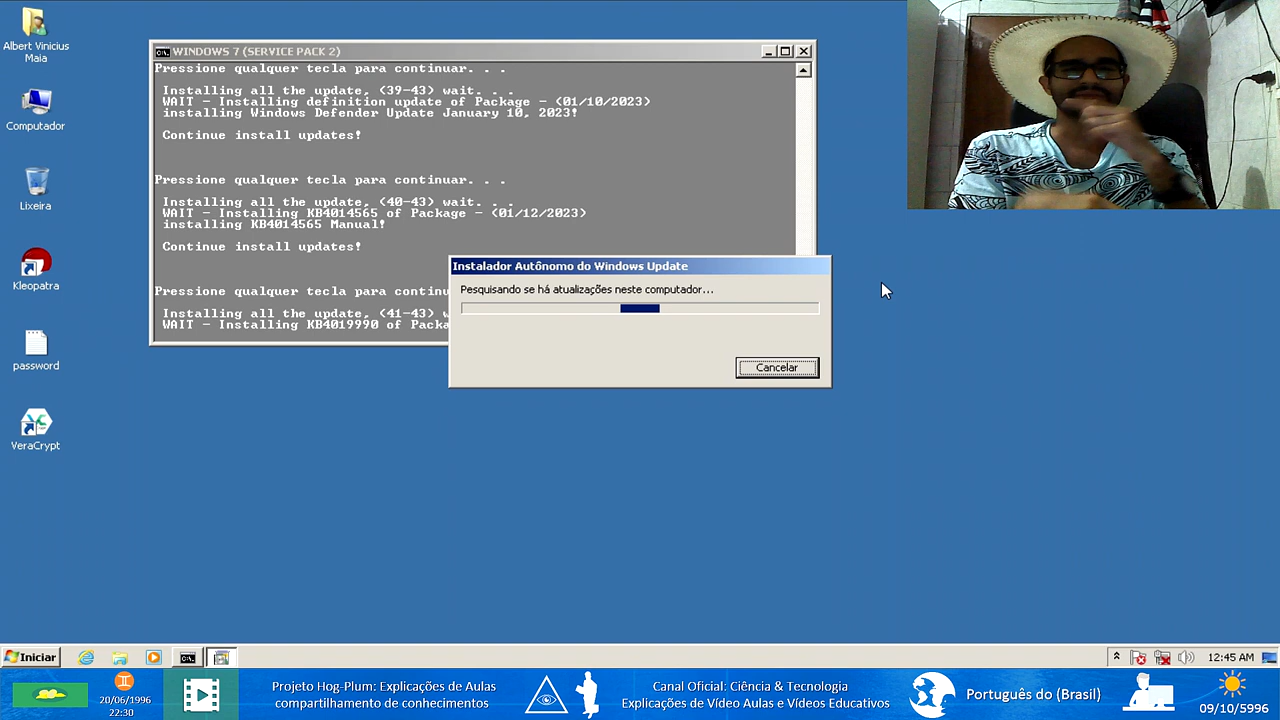 Albert Vinicius
Maia
Computador
Lixeira
Kleopatra
password
VeraCrypt
WINDOWS 7 (SERVICE PACK 2)
Pressione qualquer tecla para continuar. . .
Installing all the update, (39-43) wait. . .
WAIT - Installing definition update of Package - (01/10/2023)
installing Windows Defender Update January 10, 2023!
Continue install updates!
Pressione qualquer tecla para continuar. . .
Installing all the update, (40-43) wait. . .
WAIT - Installing KB4014565 of Package - (01/12/2023)
installing KB4014565 Manual!
Continue install updates!
Pressione qualquer tecla para continu
Installing all the update, (41-43) w
WAIT - Installing KB4019990 of Packa
Instalador Autônomo do Windows Update
Pesquisando se há atualizações neste computador...
Cancelar
Iniciar
12:45 AM
20/06/1996
22:30
Projeto Hog-Plum: Explicações de Aulas
compartilhamento de conhecimentos
Canal Oficial: Ciência & Tecnologia
Explicações de Vídeo Aulas e Vídeos Educativos
Português do (Brasil)
09/10/5996